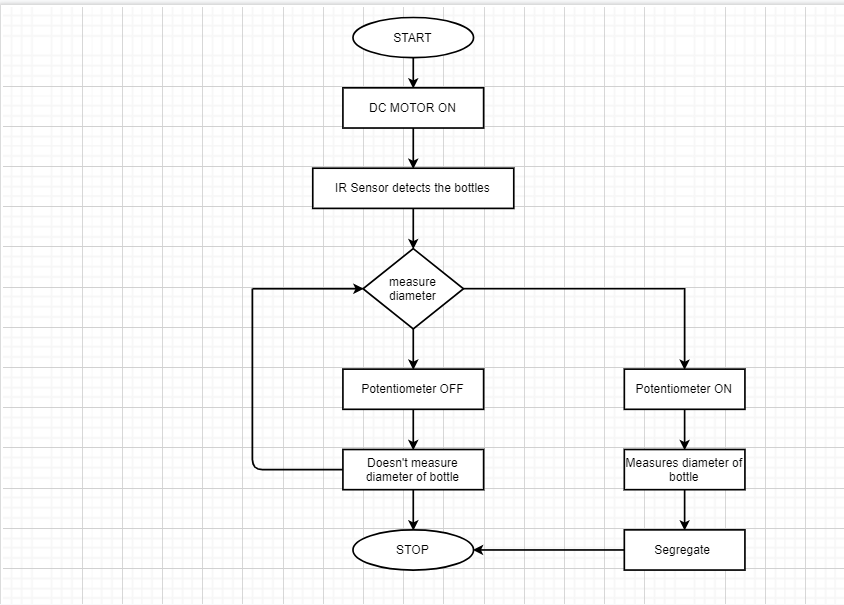 START
DC MOTOR ON
IR Sensor detects the bottles
measure
diameter
Potentiometer OFF
Potentiometer ON
Doesn't measure
diameter of bottle
Measures diameter of
bottle
STOP
Segregate